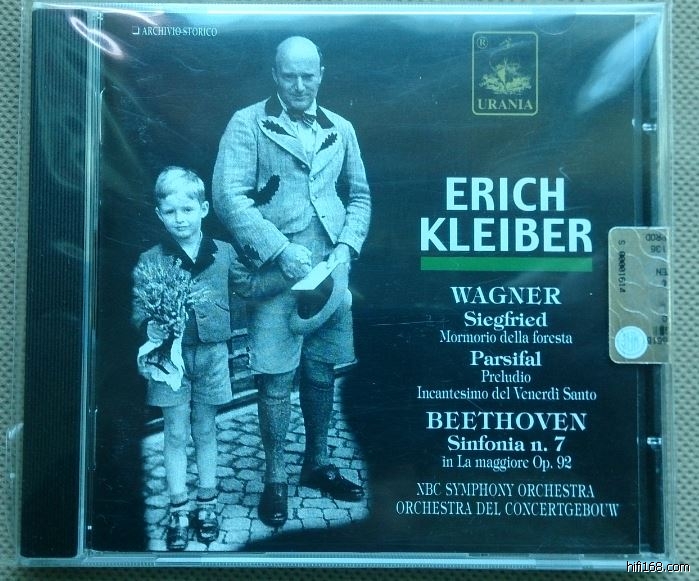 ❏ ARCHIVIO STORICO
®
URANIA
ERICH
KLEIBER
WAGNER
Siegfried
Mormorio della foresta
Parsifal
Preludio
Incantesimo del Venerdì Santo
BEETHOVEN
Sinfonia n. 7
in La maggiore Op. 92
NBC SYMPHONY ORCHESTRA
ORCHESTRA DEL CONCERTGEBOUW
S 00001614
hifi168.com